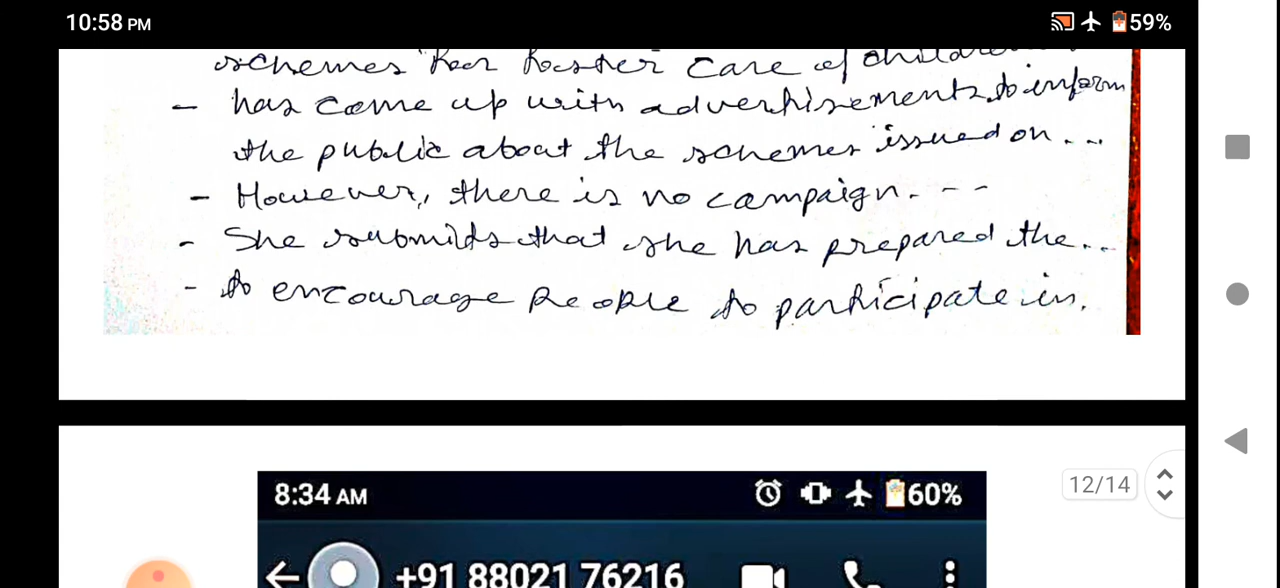 10:58 PM
59%
schemes for foster care of children
- has come up with advertisements to inform
the public about the schemes issued on...
- However, there is no campaign. ---
- She submits that she has prepared the...
- to encourage people to participate in.
12/14
8:34 AM
60%
+91 88021 76216